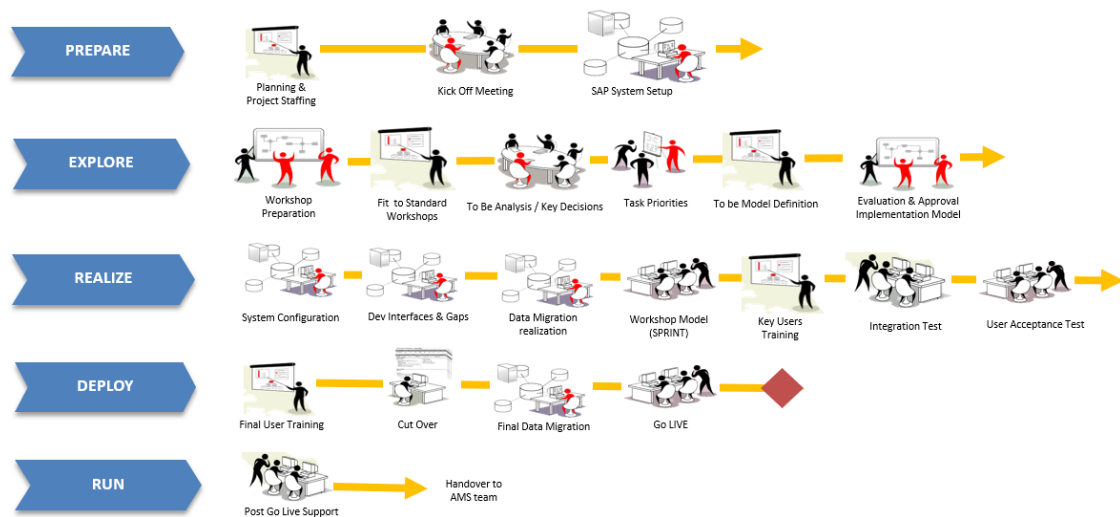 PREPARE
Planning &
Project Staffing
Kick Off Meeting
SAP System Setup
EXPLORE
Workshop
Preparation
Fit to Standard
Workshops
To Be Analysis / Key Decisions
Task Priorities
To be Model Definition
Evaluation & Approval
Implementation Model
REALIZE
System Configuration
Dev Interfaces & Gaps
Data Migration
realization
Workshop Model
(SPRINT)
Key Users
Training
Integration Test
User Acceptance Test
DEPLOY
Final User Training
Cut Over
Final Data Migration
Go LIVE
RUN
Post Go Live Support
Handover to
AMS team